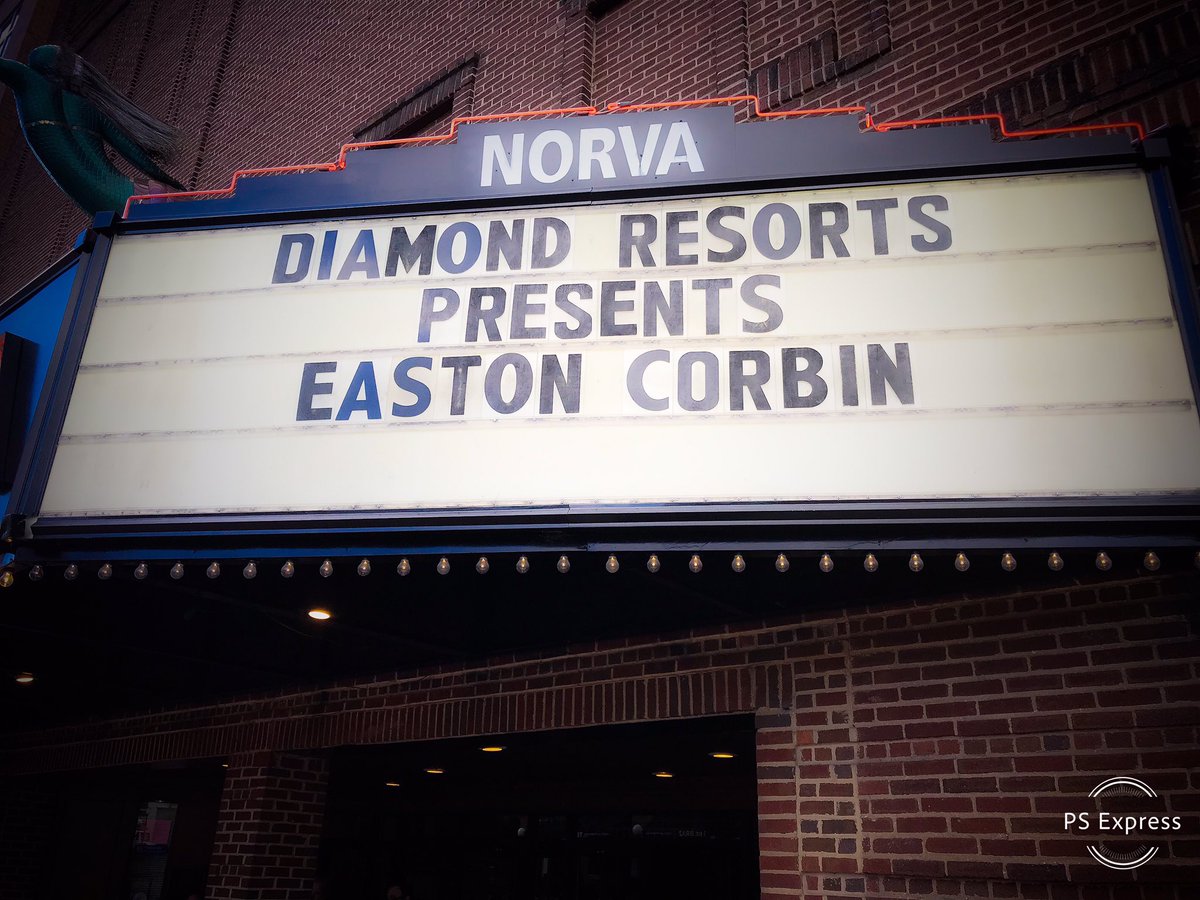 NORVA
DIAMOND RESORTS
PRESENTS
EASTON CORBIN
PS Express